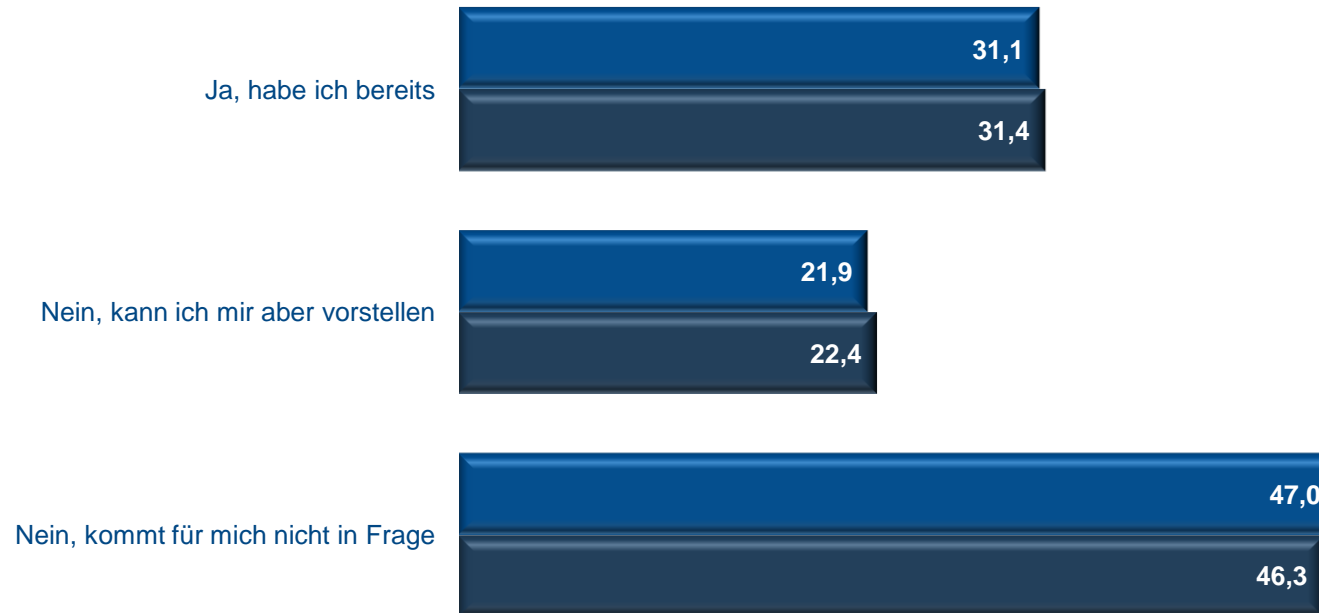 31,1
Ja, habe ich bereits
31,4
21,9
Nein, kann ich mir aber vorstellen
22,4
47,0
Nein, kommt für mich nicht in Frage
46,3